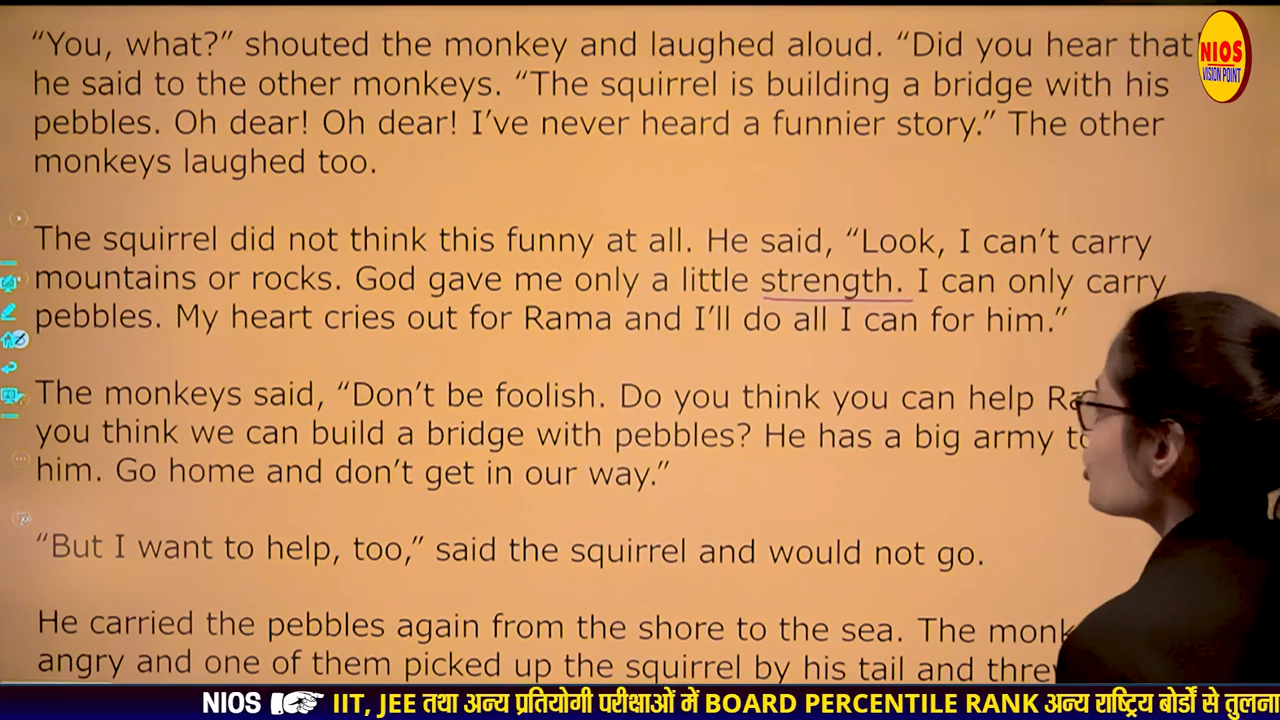 “You, what?” shouted the monkey and laughed aloud. “Did you hear that
he said to the other monkeys. “The squirrel is building a bridge with his
pebbles. Oh dear! Oh dear! I’ve never heard a funnier story.” The other
monkeys laughed too.
The squirrel did not think this funny at all. He said, “Look, I can’t carry
mountains or rocks. God gave me only a little strength. I can only carry
pebbles. My heart cries out for Rama and I’ll do all I can for him.”
The monkeys said, “Don’t be foolish. Do you think you can help
you think we can build a bridge with pebbles? He has a big army
him. Go home and don’t get in our way.”
“But I want to help, too,” said the squirrel and would not go.
He carried the pebbles again from the shore to the sea. The
angry and one of them picked up the squirrel by his tail and
NIOS
VISION POINT
NIOS IIT, JEE तथा अन्य प्रतियोगी परीक्षाओं में BOARD PERCENTILE RANK अन्य राष्ट्रिय बोर्डों से तुलना